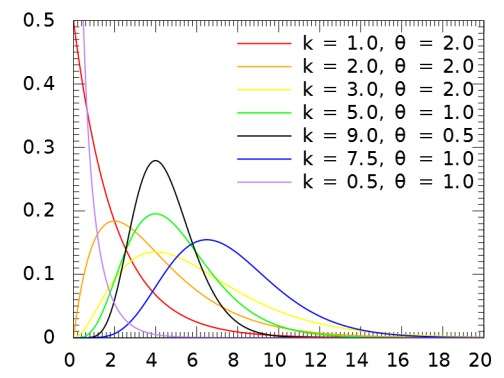 0.5
k = 1.0, θ = 2.0
k = 2.0, θ = 2.0
0.4
k = 3.0, θ = 2.0
k = 5.0, θ = 1.0
k = 9.0, θ = 0.5
0.3
k = 7.5, θ = 1.0
k = 0.5, θ = 1.0
0.2
0.1
0
0 2 4 6 8 10 12 14 16 18 20